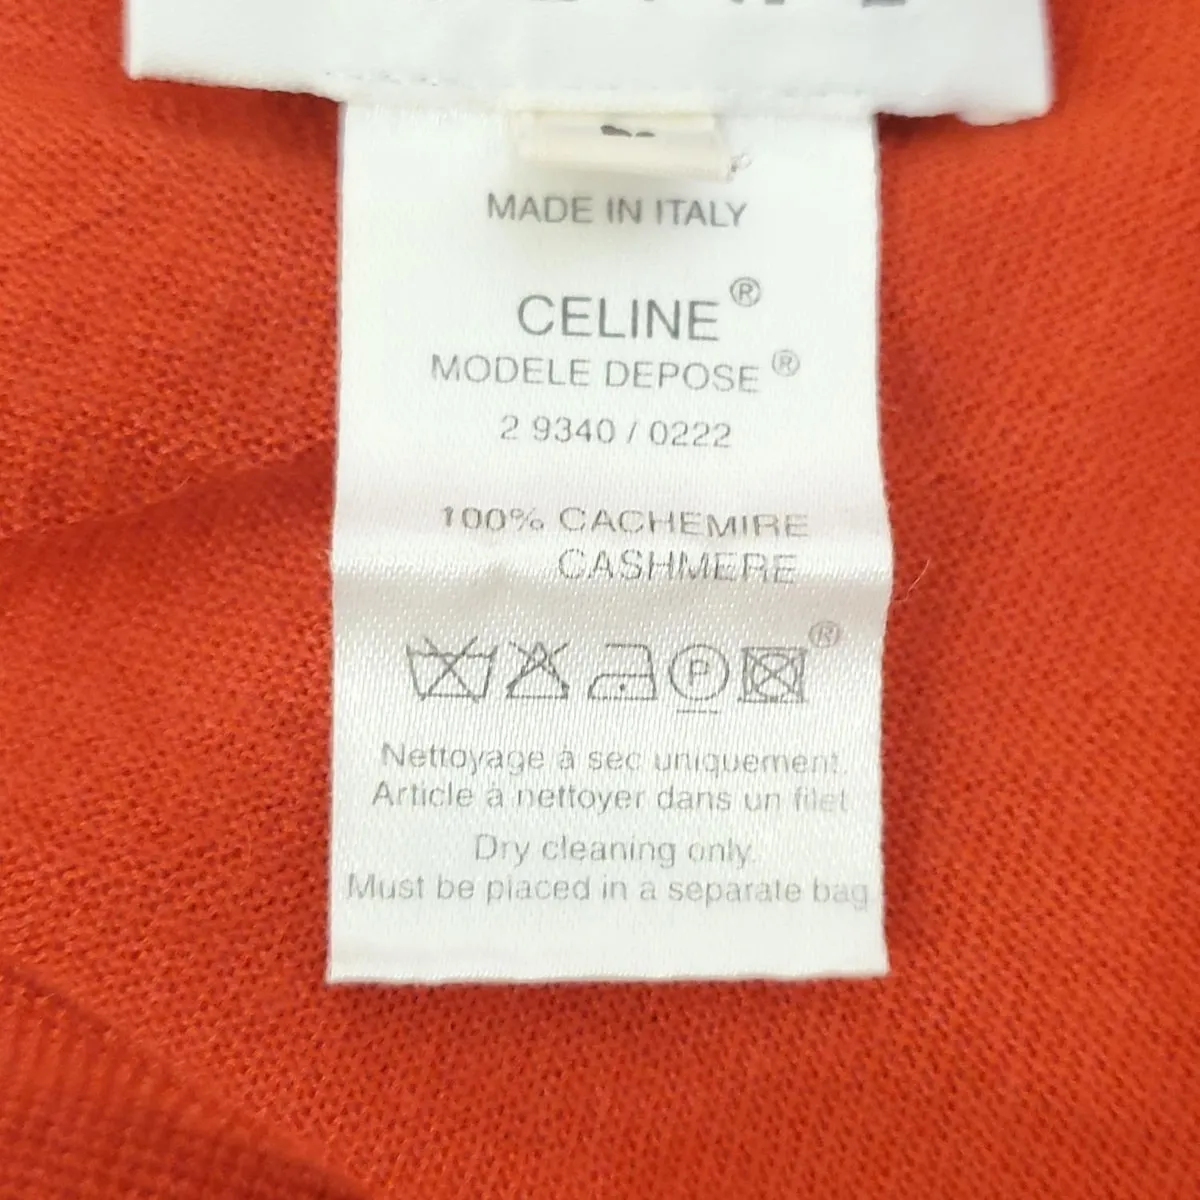 MADE IN ITALY
CELINE ®
MODELE DEPOSE ®
2 9340 / 0222
100% CACHEMIRE
CASHMERE
P
®
Nettoyage à sec uniquement.
Article à nettoyer dans un filet
Dry cleaning only.
Must be placed in a separate bag